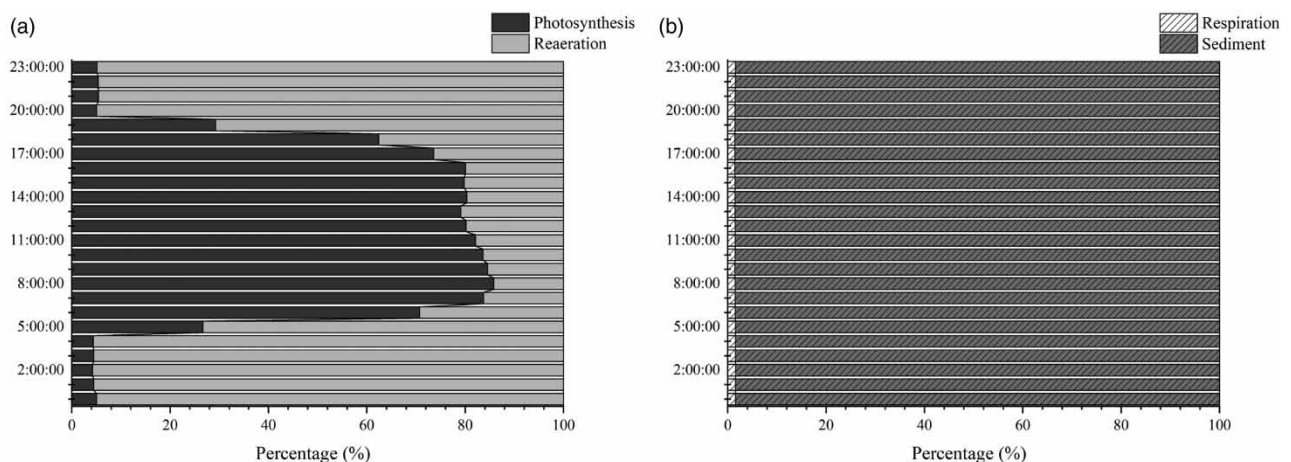 (a)
Photosynthesis
Reaeration
23:00:00
20:00:00
17:00:00
14:00:00
11:00:00
8:00:00
5:00:00
2:00:00
0 20 40 60 80 100
Percentage (%)
(b)
Respiration
Sediment
23:00:00
20:00:00
17:00:00
14:00:00
11:00:00
8:00:00
5:00:00
2:00:00
0 20 40 60 80 100
Percentage (%)